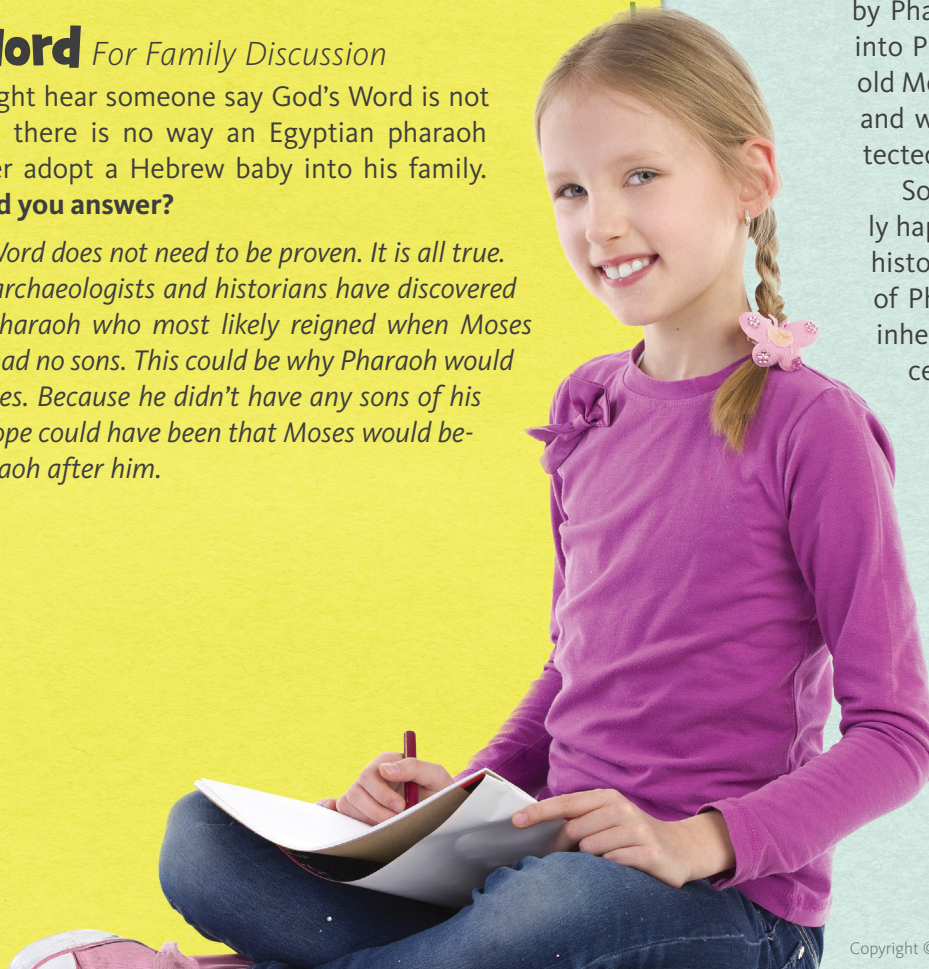 Word For Family Discussion
ght hear someone say God's Word is not
there is no way an Egyptian pharaoh
er adopt a Hebrew baby into his family.
d you answer?
Word does not need to be proven. It is all true.
archaeologists and historians have discovered
haraoh who most likely reigned when Moses
ad no sons. This could be why Pharaoh would
es. Because he didn't have any sons of his
ope could have been that Moses would be-
aoh after him.
by Pha
into P
old Mo
and w
tected
So
ly hap
histo
of Ph
inhe
ce
Copyright ©